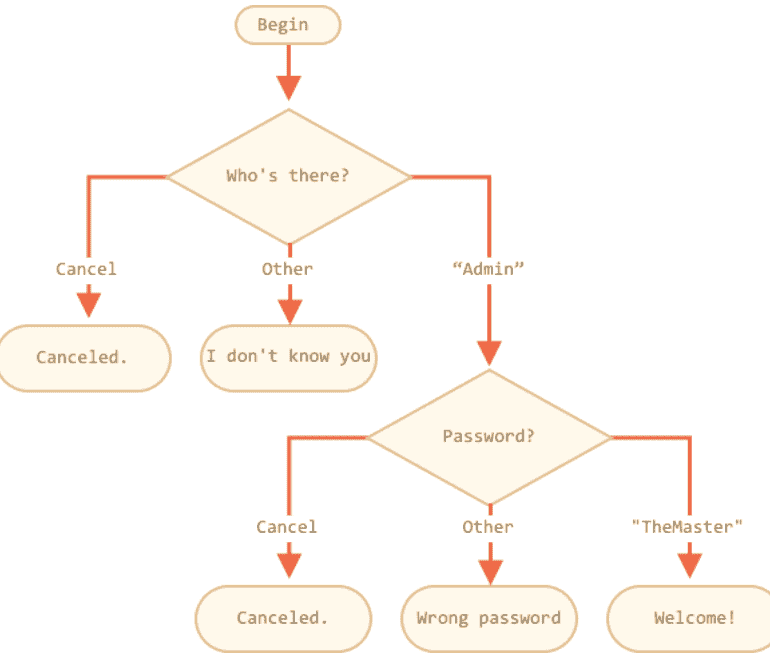 Begin
Who's there?
Cancel
Other
“Admin”
Canceled.
I don't know you
Password?
Cancel
Other
"TheMaster"
Canceled.
Wrong password
Welcome!